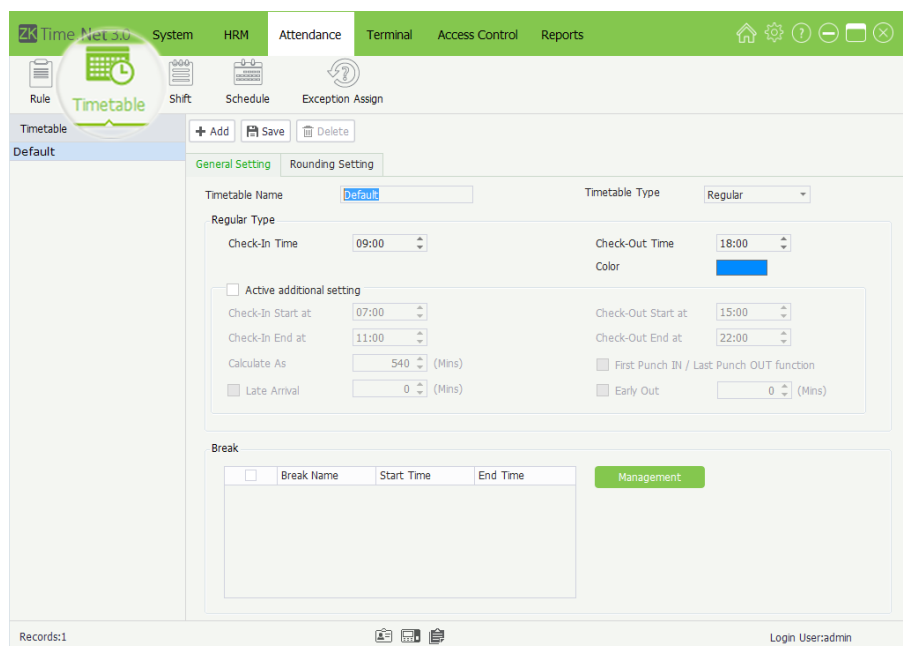 ZK Time.Net 3.0 System HRM Attendance Terminal Access Control Reports
Rule Timetable Shift Schedule Exception Assign
Timetable + Add Save Delete
Default
General Setting Rounding Setting
Timetable Name Default Timetable Type Regular
Regular Type
Check-In Time 09:00 Check-Out Time 18:00
Color
Active additional setting
Check-In Start at 07:00 Check-Out Start at 15:00
Check-In End at 11:00 Check-Out End at 22:00
Calculate As 540 (Mins) First Punch IN / Last Punch OUT function
Late Arrival 0 (Mins) Early Out 0 (Mins)
Break
Break Name Start Time End Time Management
Records:1 Login User:admin